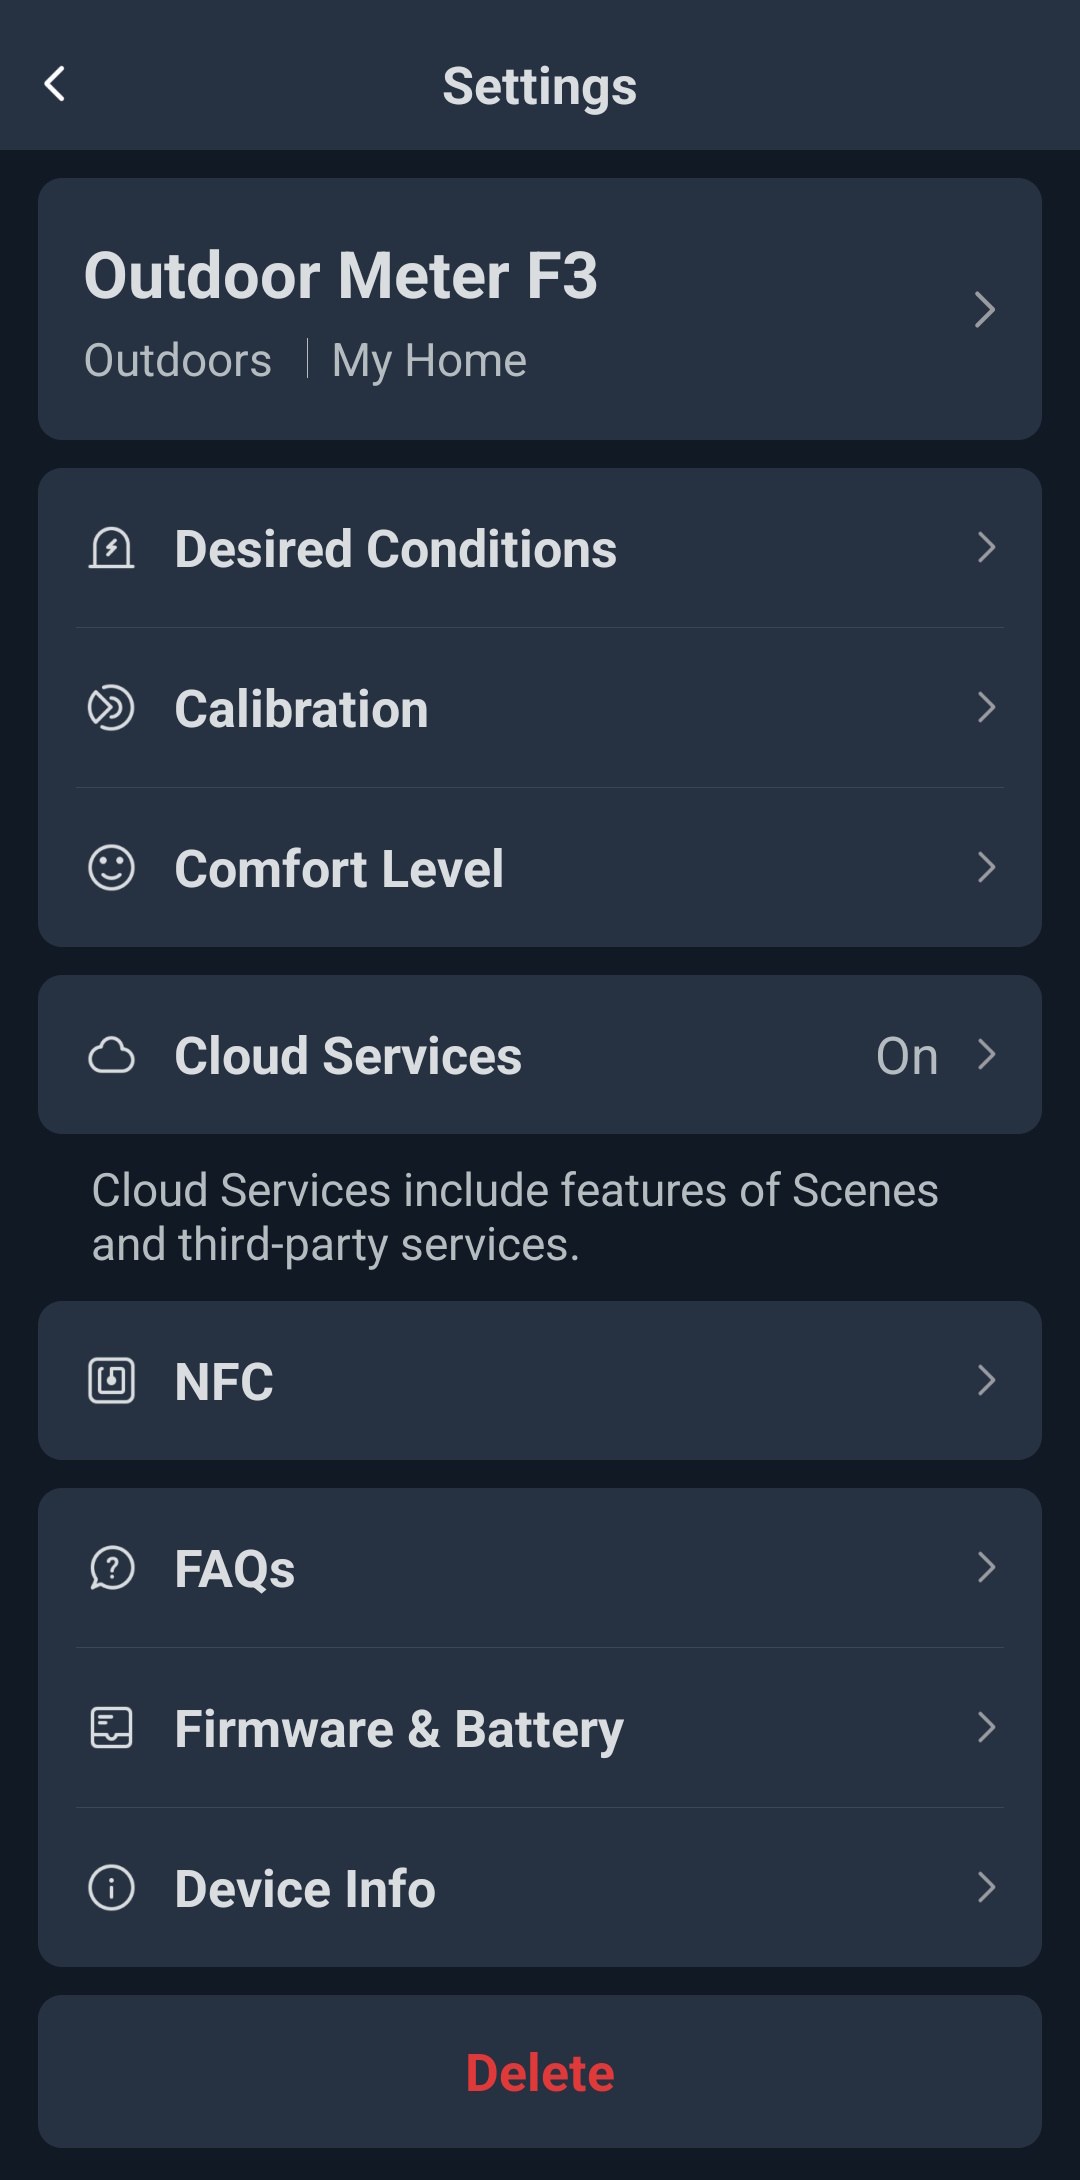 Settings
Outdoor Meter F3
Outdoors | My Home
Desired Conditions
Calibration
Comfort Level
Cloud Services On
Cloud Services include features of Scenes
and third-party services.
NFC
FAQs
Firmware & Battery
Device Info
Delete